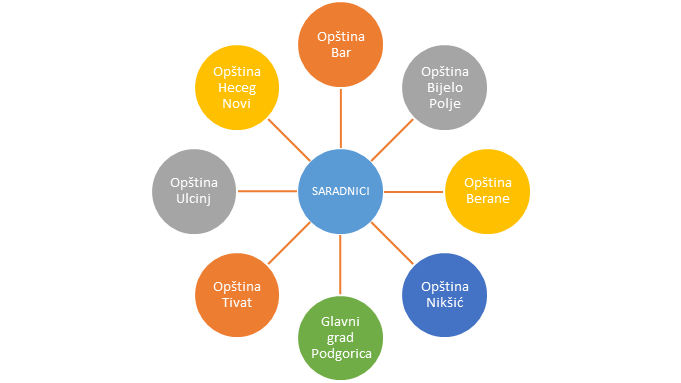 Opština
Bar
Opština
Bijelo
Polje
Opština
Berane
Opština
Nikšić
Glavni
grad
Podgorica
Opština
Tivat
Opština
Ulcinj
Opština
Heceg
Novi
SARADNICI